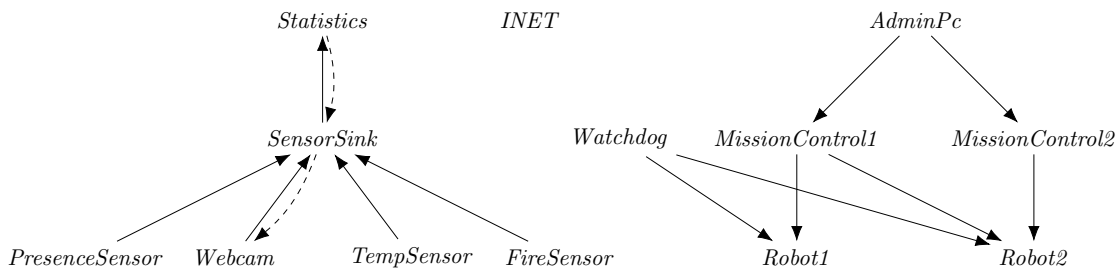 Statistics INET AdminPc
SensorSink Watchdog MissionControl1 MissionControl2
PresenceSensor Webcam TempSensor FireSensor Robot1 Robot2